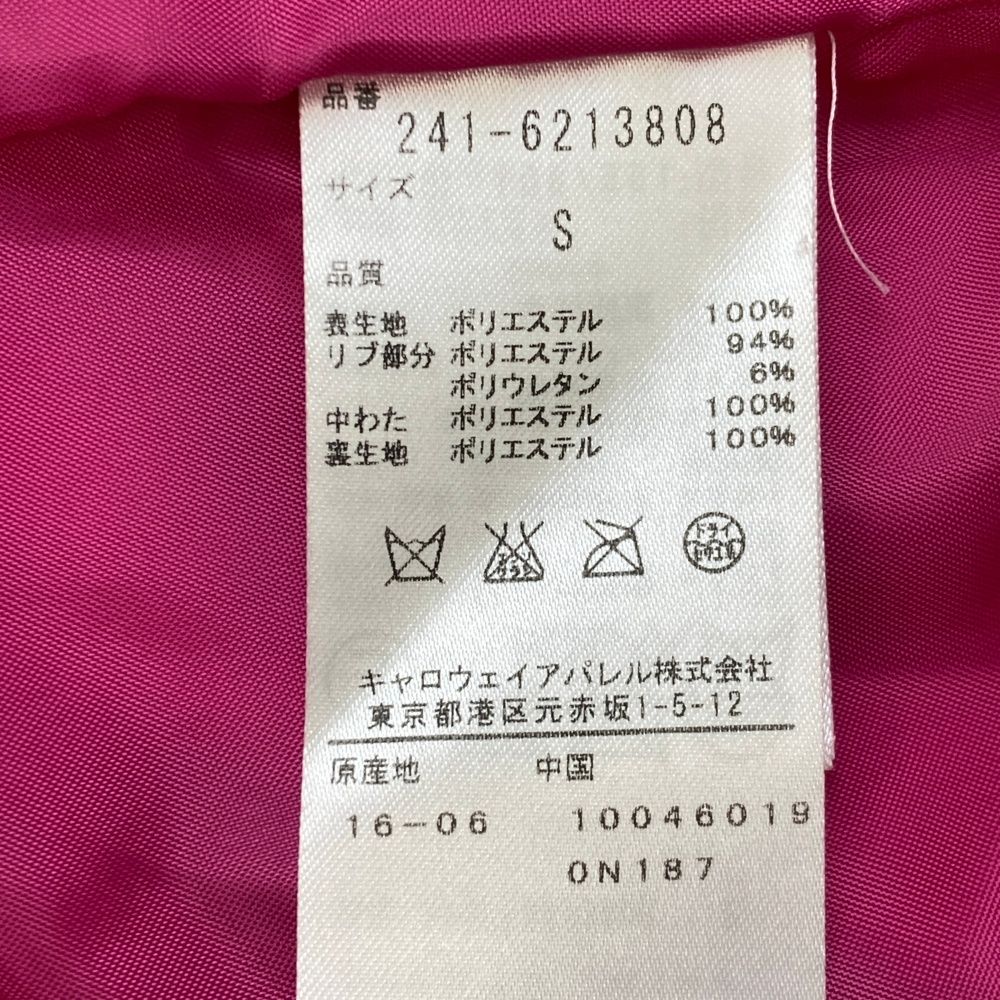 品番
241-6213808
サイズ
S
品質
表生地 ポリエステル 100%
リブ部分 ポリエステル 94%
ポリウレタン 6%
中わた ポリエステル 100%
裏生地 ポリエステル 100%
ドライ
キャロウェイアパレル株式会社
東京都港区元赤坂1-5-12
原産地 中国
16-06 10046019
0N187